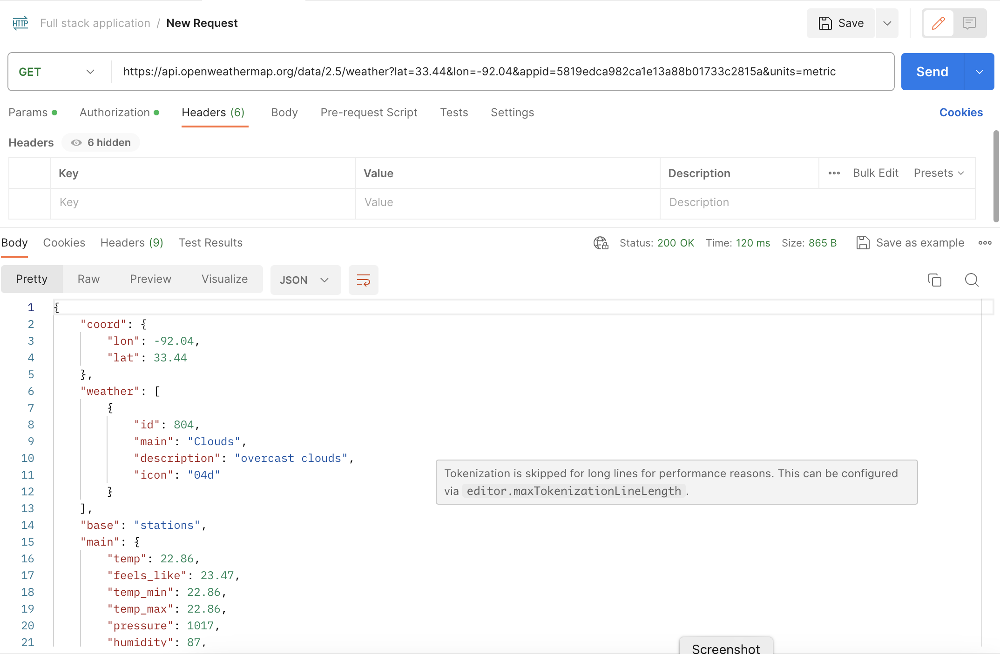 HTTP Full stack application / New Request Save
GET https://api.openweathermap.org/data/2.5/weather?lat=33.44&lon=-92.04&appid=5819edca982ca1e13a88b01733c2815a&units=metric Send
Params Authorization Headers (6) Body Pre-request Script Tests Settings Cookies
Headers 6 hidden
Key Value Description Bulk Edit Presets
Key Value Description
Body Cookies Headers (9) Test Results Status: 200 OK Time: 120 ms Size: 865 B Save as example
Pretty Raw Preview Visualize JSON
1 {
2 "coord": {
3 "lon": -92.04,
4 "lat": 33.44
5 },
6 "weather": [
7 {
8 "id": 804,
9 "main": "Clouds",
10 "description": "overcast clouds",
11 "icon": "04d"
12 }
13 ],
14 "base": "stations",
15 "main": {
16 "temp": 22.86,
17 "feels_like": 23.47,
18 "temp_min": 22.86,
19 "temp_max": 22.86,
20 "pressure": 1017,
21 "humidity": 87,
Tokenization is skipped for long lines for performance reasons. This can be configured
via editor.maxTokenizationLineLength.
Screenshot